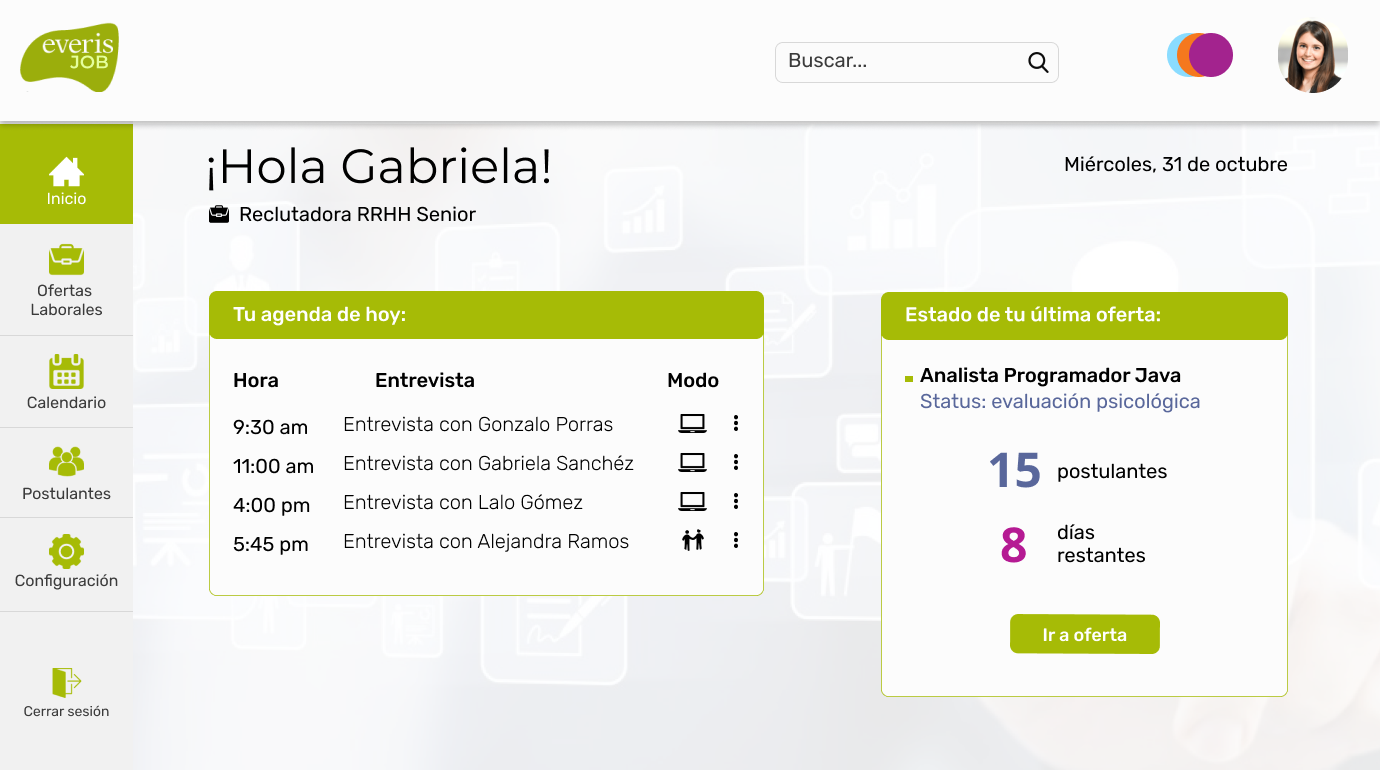 everis
JOB
Buscar...
Inicio
Ofertas
Laborales
Calendario
Postulantes
Configuración
Cerrar sesión
¡Hola Gabriela!
Reclutadora RRHH Senior
Miércoles, 31 de octubre
Tu agenda de hoy:
Hora Entrevista Modo
9:30 am Entrevista con Gonzalo Porras
11:00 am Entrevista con Gabriela Sanchéz
4:00 pm Entrevista con Lalo Gómez
5:45 pm Entrevista con Alejandra Ramos
Estado de tu última oferta:
Analista Programador Java
Status: evaluación psicológica
15 postulantes
8 días
restantes
Ir a oferta